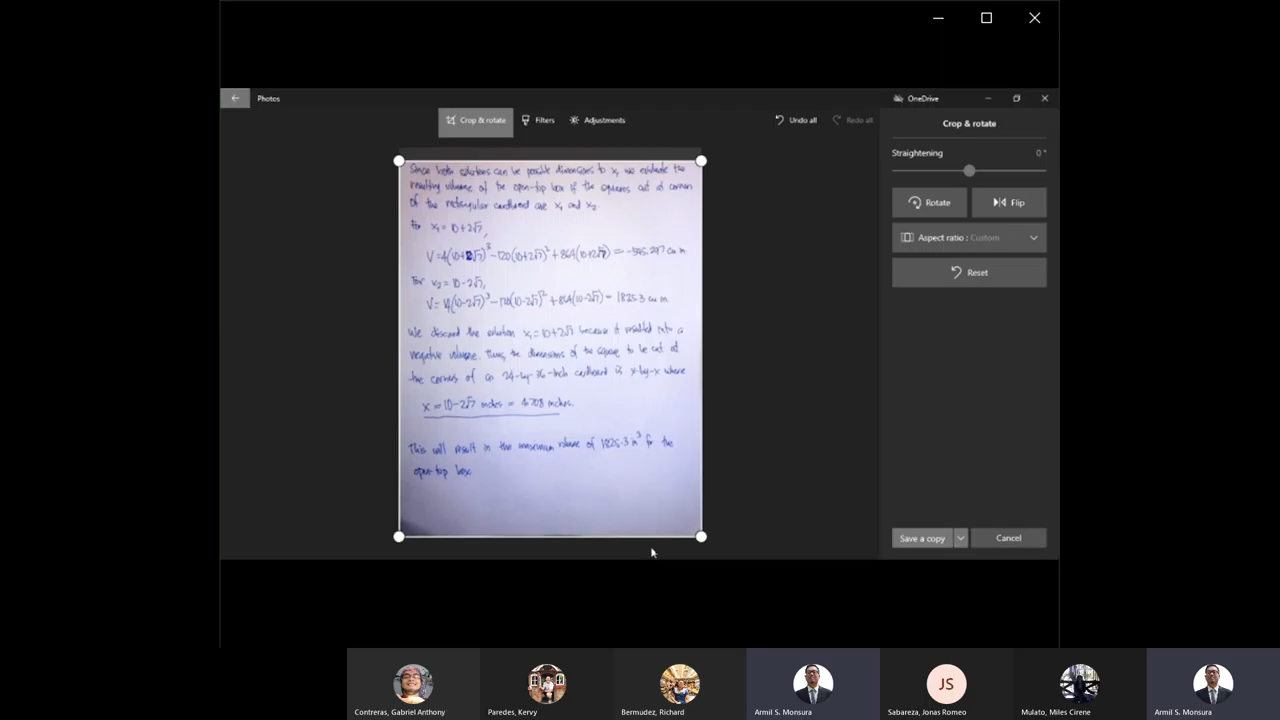 Photos
OneDrive
Crop & rotate
Filters
Adjustments
Undo all
Redo all
Crop & rotate
Straightening
0°
Rotate
Flip
Aspect ratio : Custom
Reset
Save a copy
Cancel
Since both solutions can be possible dimensions to x, we evaluate the
resulting volume of the open-top box if the squares cut at corners
of the rectangular cardboard are x₁ and x₂.
For x₁ = 10 + 2√7,
V = 4(10+2√7)³ - 120(10+2√7)² + 864(10+2√7) = -545.297 cu in
For x₂ = 10 - 2√7,
V = 4(10-2√7)³ - 120(10-2√7)² + 864(10-2√7) = 1825.3 cu in
We discard the solution x₁ = 10 + 2√7 because it resulted into a
negative volume. Thus, the dimensions of the square to be cut at
the corners of an 24-by-36-inch cardboard is x-by-x where
x = 10 - 2√7 inches = 4.708 inches.
This will result in the maximum volume of 1825.3 in³ for the
open-top box
Contreras, Gabriel Anthony
Paredes, Kervy
Bermudez, Richard
Armil S. Monsura
JS
Sabareza, Jonas Romeo
Mulato, Miles Cirene
Armil S. Monsura